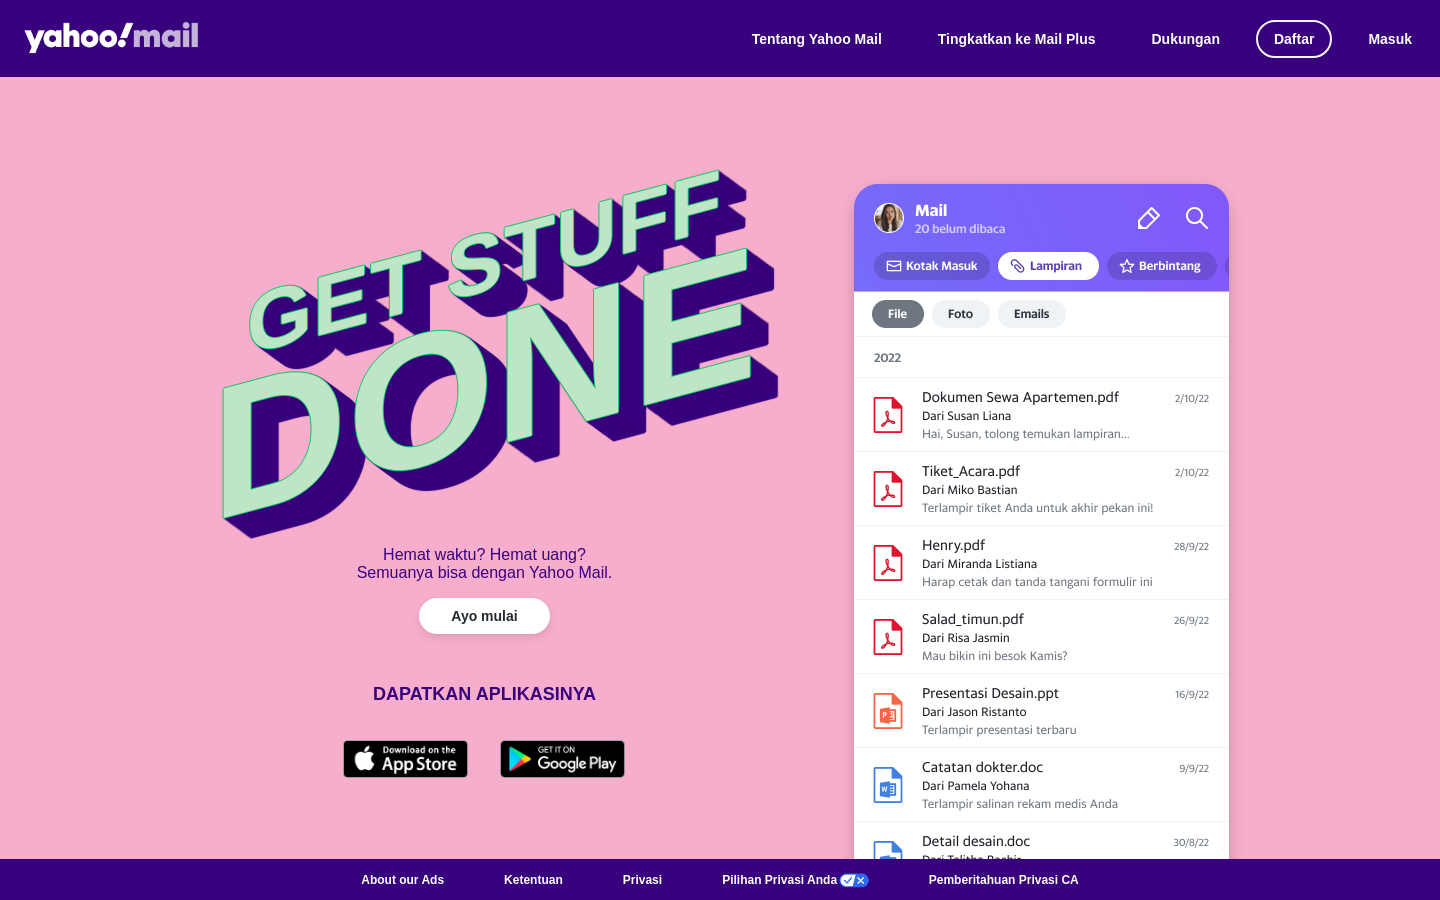 yahoo!mail
Tentang Yahoo Mail
Tingkatkan ke Mail Plus
Dukungan
Daftar
Masuk
GET STUFF
DONE
Hemat waktu? Hemat uang?
Semuanya bisa dengan Yahoo Mail.
Ayo mulai
DAPATKAN APLIKASINYA
Download on the
App Store
GET IT ON
Google Play
Mail
20 belum dibaca
Kotak Masuk
Lampiran
Berbintang
File
Foto
Emails
2022
Dokumen Sewa Apartemen.pdf 2/10/22
Dari Susan Liana
Hai, Susan, tolong temukan lampiran...
Tiket_Acara.pdf 2/10/22
Dari Miko Bastian
Terlampir tiket Anda untuk akhir pekan ini!
Henry.pdf 28/9/22
Dari Miranda Listiana
Harap cetak dan tanda tangani formulir ini
Salad_timun.pdf 26/9/22
Dari Risa Jasmin
Mau bikin ini besok Kamis?
Presentasi Desain.ppt 16/9/22
Dari Jason Ristanto
Terlampir presentasi terbaru
Catatan dokter.doc 9/9/22
Dari Pamela Yohana
Terlampir salinan rekam medis Anda
Detail desain.doc 30/8/22
About our Ads
Ketentuan
Privasi
Pilihan Privasi Anda
Pemberitahuan Privasi CA